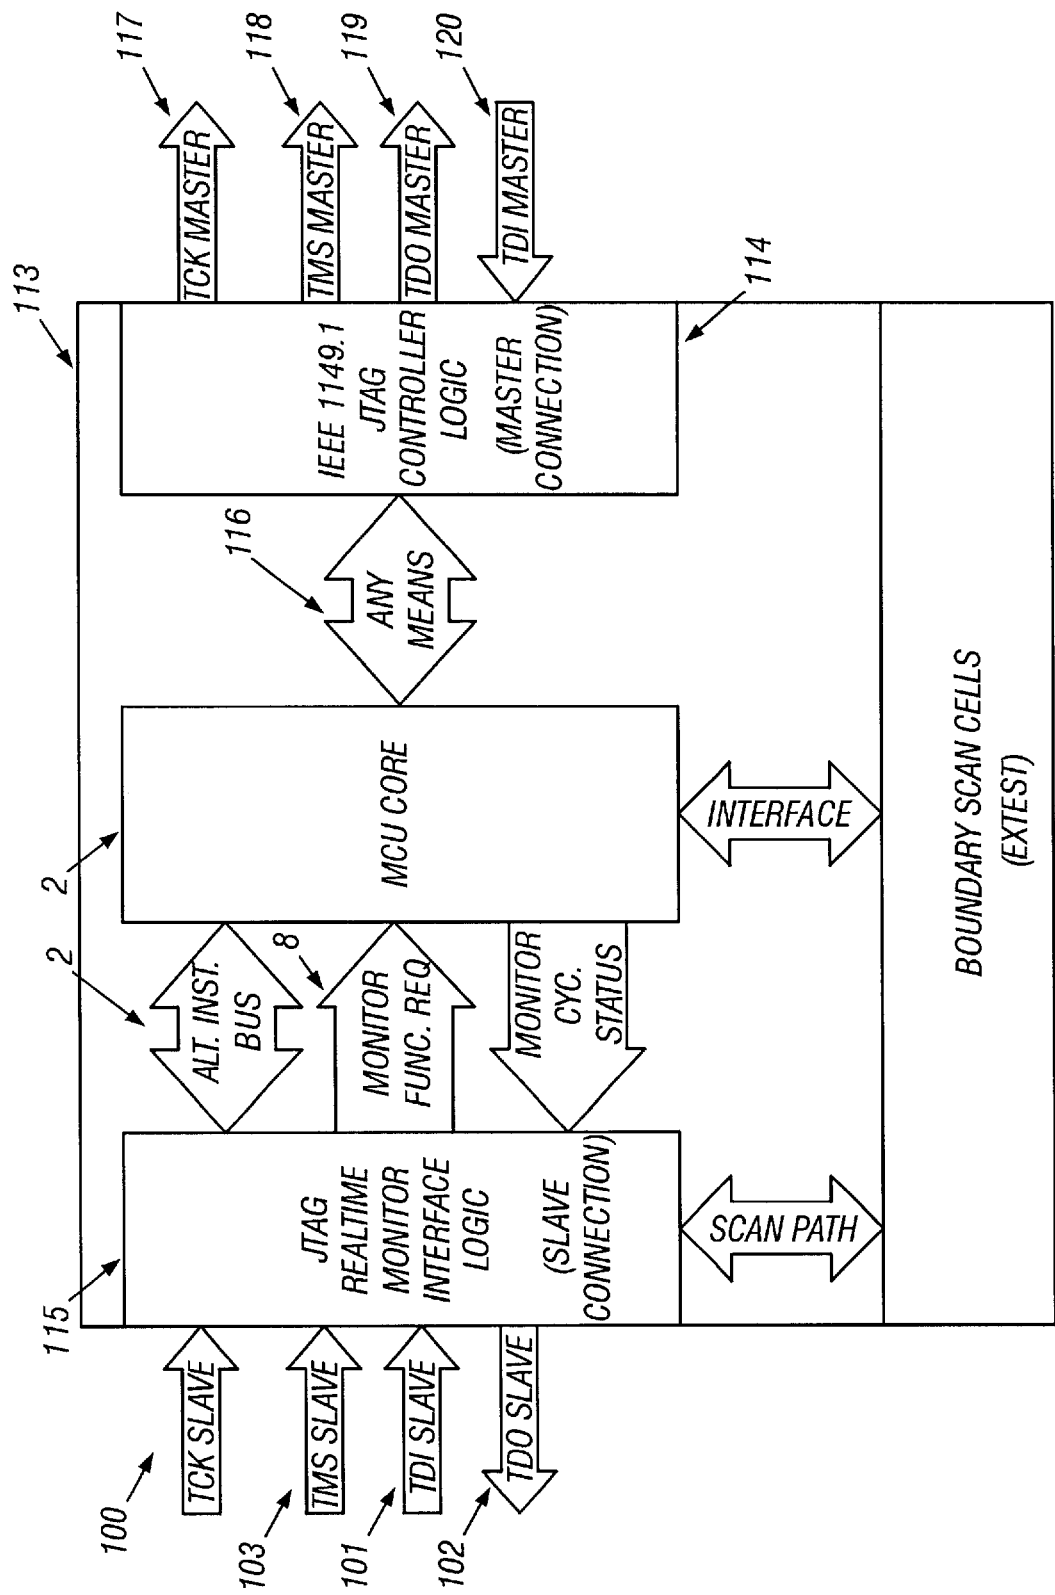 113
115
2
2
8
116
114
100
103
101
102
117
118
119
120
TCK SLAVE
TMS SLAVE
TDI SLAVE
TDO SLAVE
JTAG
REALTIME
MONITOR
INTERFACE
LOGIC
(SLAVE
CONNECTION)
ALT. INST.
BUS
MONITOR
FUNC. REQ.
MONITOR
CYC.
STATUS
MCU CORE
ANY
MEANS
IEEE 1149.1
JTAG
CONTROLLER
LOGIC
(MASTER
CONNECTION)
TCK MASTER
TMS MASTER
TDO MASTER
TDI MASTER
SCAN PATH
INTERFACE
BOUNDARY SCAN CELLS
(EXTEST)